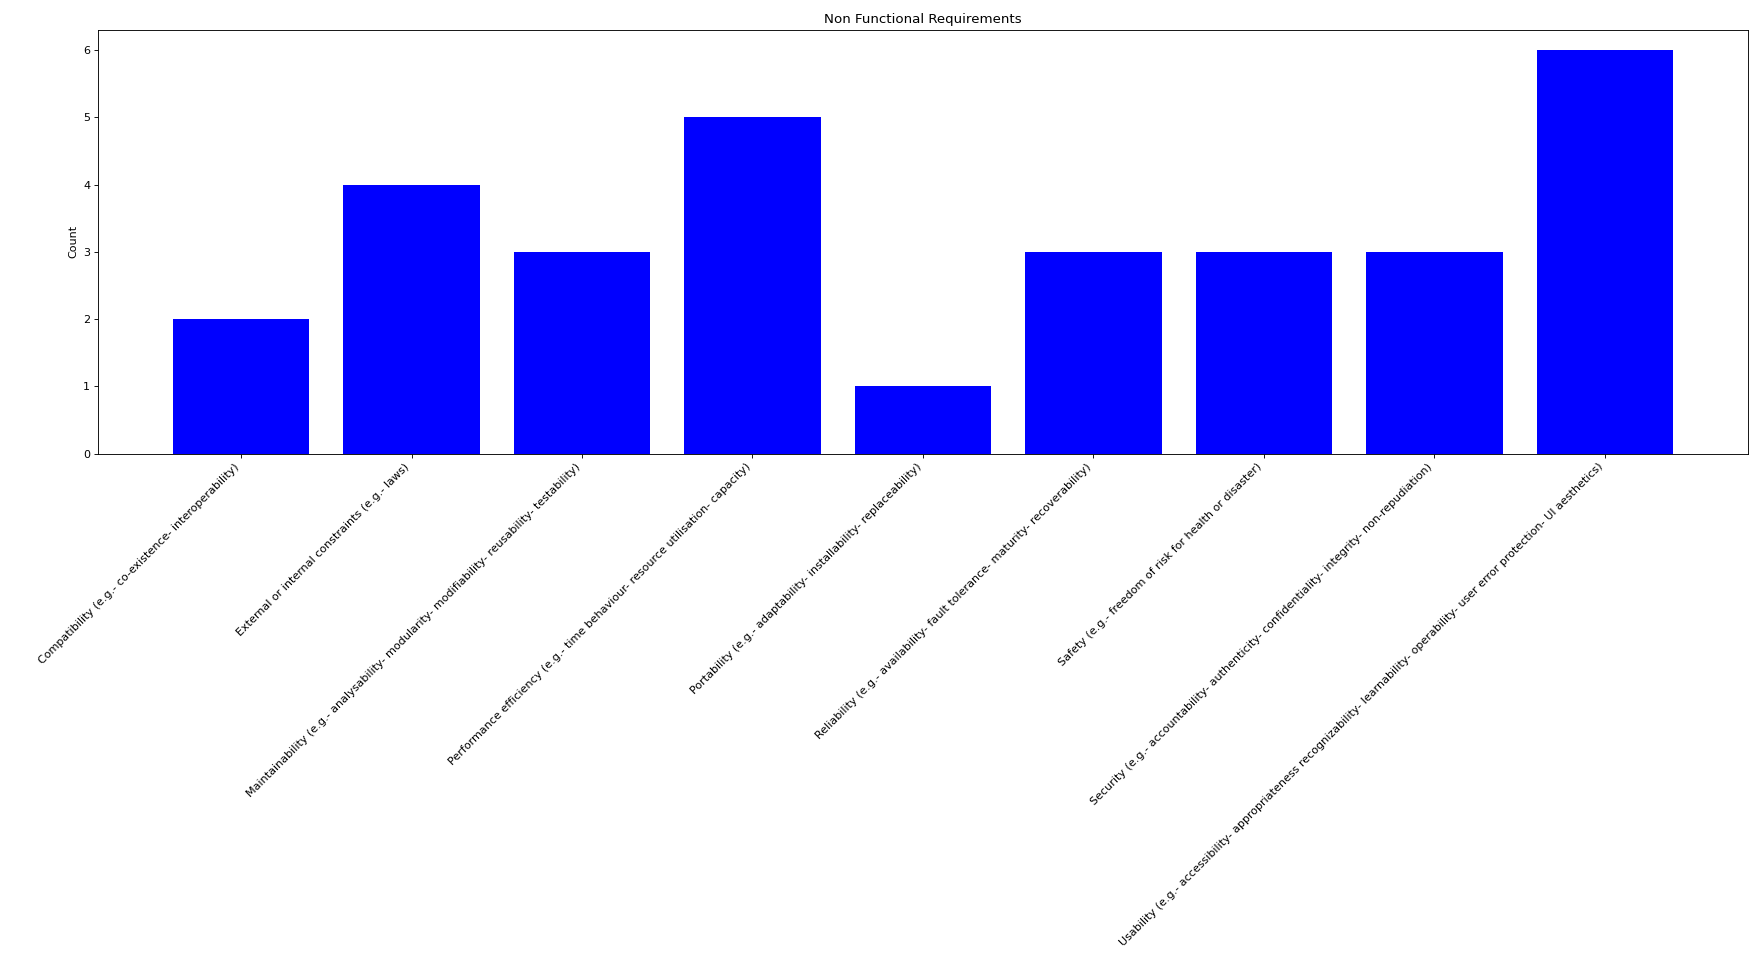 Non Functional Requirements
Count
6
5
4
3
2
1
0
Compatibility (e.g.- co-existence- interoperability)
External or internal constraints (e.g.- laws)
Maintainability (e.g.- analysability- modularity- modifiability- reusability- testability)
Performance efficiency (e.g.- time behaviour- resource utilisation- capacity)
Portability (e.g.- adaptability- installability- replaceability)
Reliability (e.g.- availability- fault tolerance- maturity- recoverability)
Safety (e.g.- freedom of risk for health or disaster)
Security (e.g.- accountability- authenticity- confidentiality- integrity- non-repudiation)
Usability (e.g.- accessibility- appropriateness recognizability- learnability- operability- user error protection- UI aesthetics)